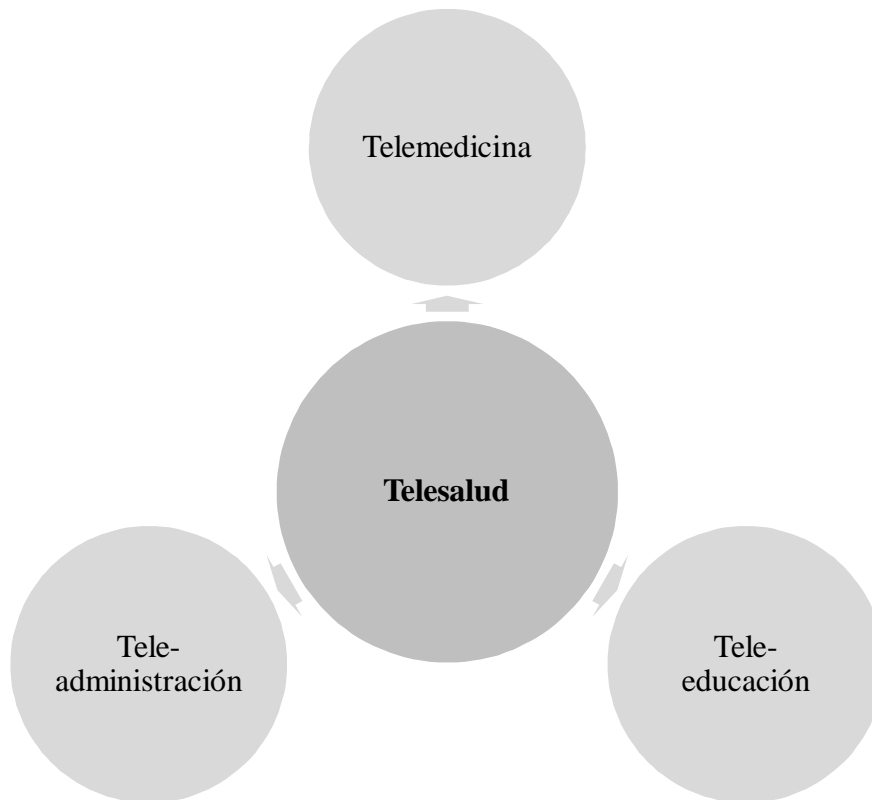 Telemedicina
Telesalud
Tele-
administración
Tele-
educación